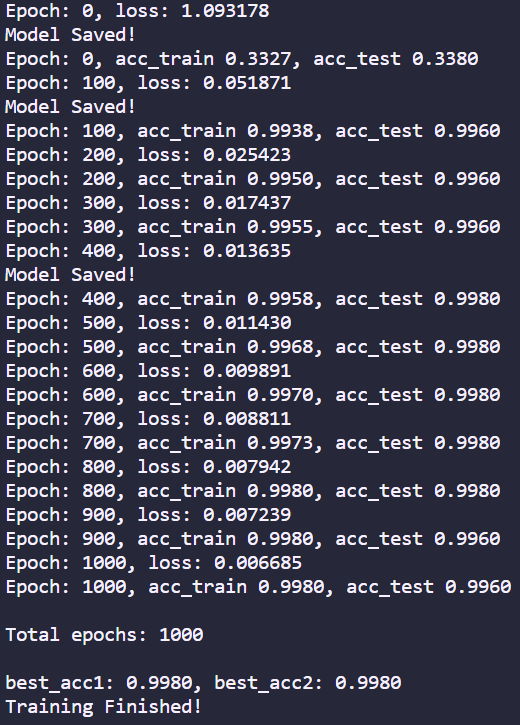 Epoch: 0, loss: 1.093178
Model Saved!
Epoch: 0, acc_train 0.3327, acc_test 0.3380
Epoch: 100, loss: 0.051871
Model Saved!
Epoch: 100, acc_train 0.9938, acc_test 0.9960
Epoch: 200, loss: 0.025423
Epoch: 200, acc_train 0.9950, acc_test 0.9960
Epoch: 300, loss: 0.017437
Epoch: 300, acc_train 0.9955, acc_test 0.9960
Epoch: 400, loss: 0.013635
Model Saved!
Epoch: 400, acc_train 0.9958, acc_test 0.9980
Epoch: 500, loss: 0.011430
Epoch: 500, acc_train 0.9968, acc_test 0.9980
Epoch: 600, loss: 0.009891
Epoch: 600, acc_train 0.9970, acc_test 0.9980
Epoch: 700, loss: 0.008811
Epoch: 700, acc_train 0.9973, acc_test 0.9980
Epoch: 800, loss: 0.007942
Epoch: 800, acc_train 0.9980, acc_test 0.9980
Epoch: 900, loss: 0.007239
Epoch: 900, acc_train 0.9980, acc_test 0.9960
Epoch: 1000, loss: 0.006685
Epoch: 1000, acc_train 0.9980, acc_test 0.9960
Total epochs: 1000
best_acc1: 0.9980, best_acc2: 0.9980
Training Finished!